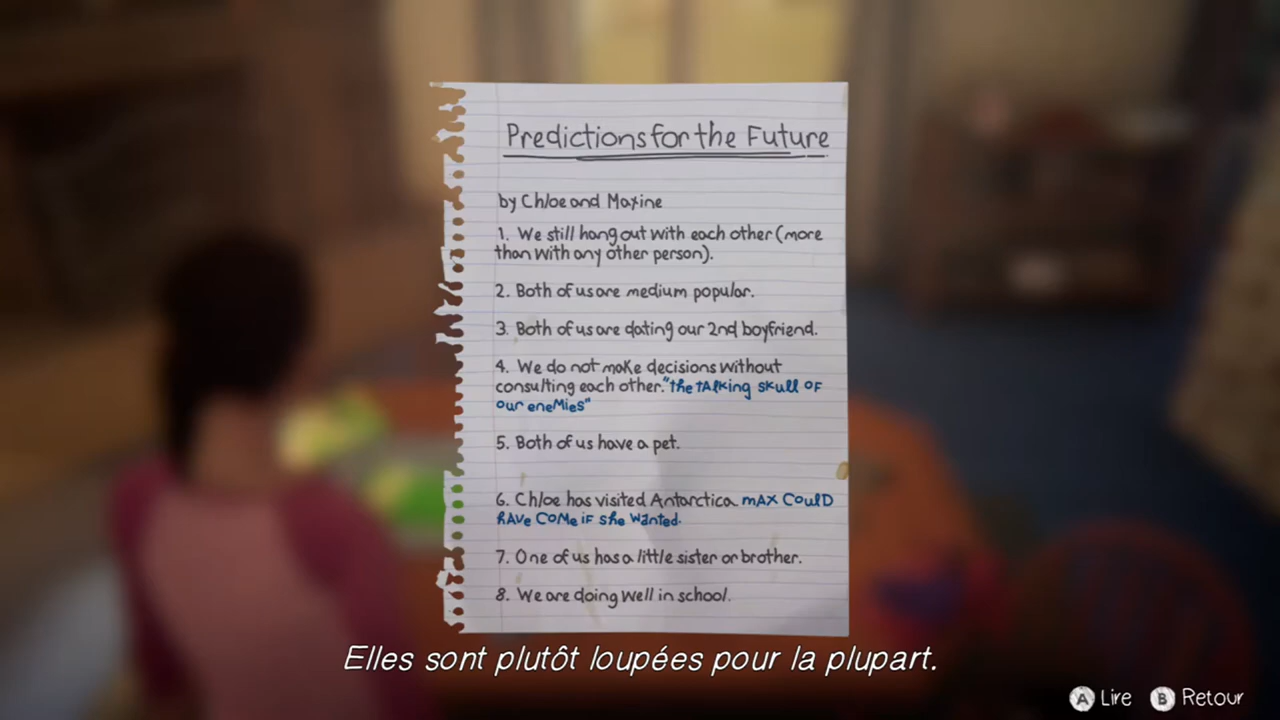 Predictions for the Future
by Chloe and Maxine
1. We still hang out with each other (more
than with any other person).
2. Both of us are medium popular.
3. Both of us are dating our 2nd boyfriend.
4. We do not make decisions without
consulting each other. "the tALKing skull OF
our eneMies"
5. Both of us have a pet.
6. Chloe has visited Antarctica mAX CoulD
hAve CoMe iF she wanted.
7. One of us has a little sister or brother.
8. We are doing well in school.
Elles sont plutôt loupées pour la plupart.
A Lire B Retour